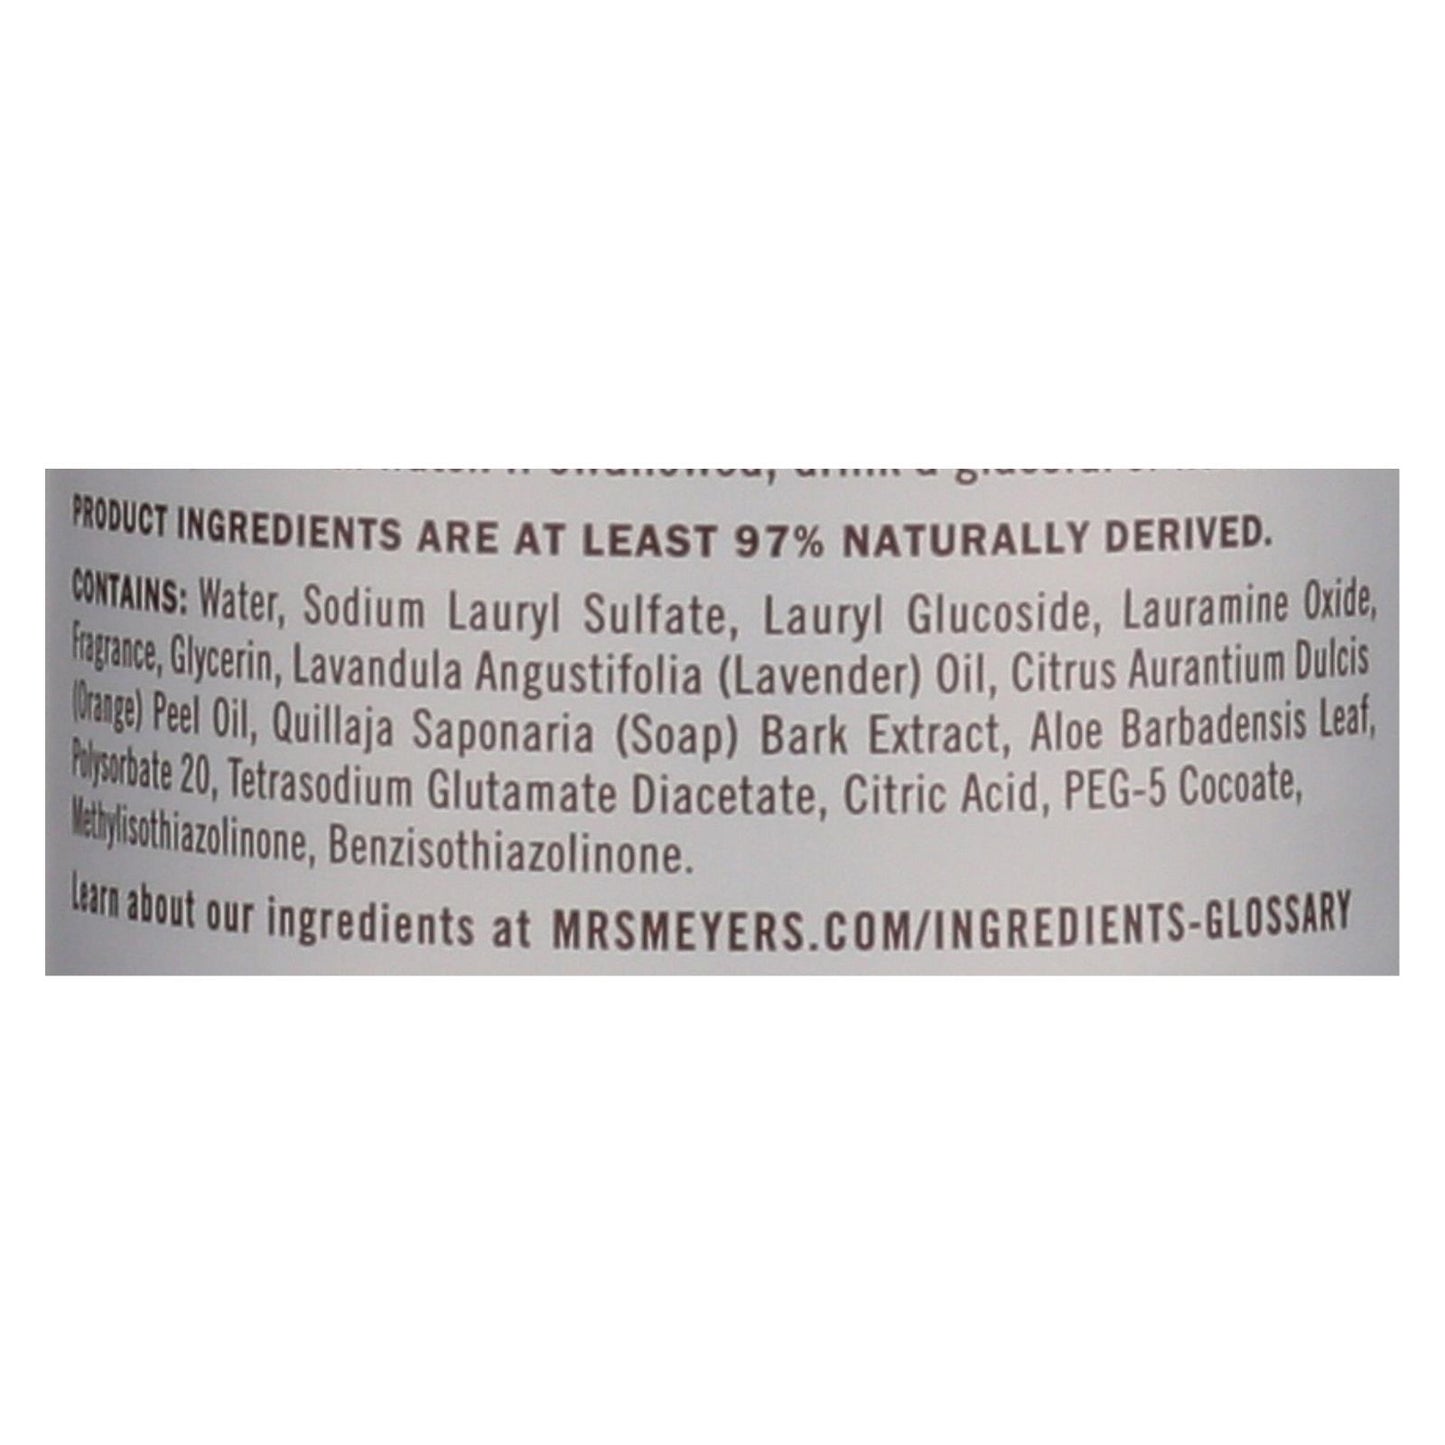 swallowed, drink a
PRODUCT INGREDIENTS ARE AT LEAST 97% NATURALLY DERIVED.
CONTAINS: Water, Sodium Lauryl Sulfate, Lauryl Glucoside, Lauramine Oxide,
Fragrance, Glycerin, Lavandula Angustifolia (Lavender) Oil, Citrus Aurantium Dulcis
(Orange) Peel Oil, Quillaja Saponaria (Soap) Bark Extract, Aloe Barbadensis Leaf,
Polysorbate 20, Tetrasodium Glutamate Diacetate, Citric Acid, PEG-5 Cocoate,
Methylisothiazolinone, Benzisothiazolinone.
Learn about our ingredients at MRSMEYERS.COM/INGREDIENTS-GLOSSARY